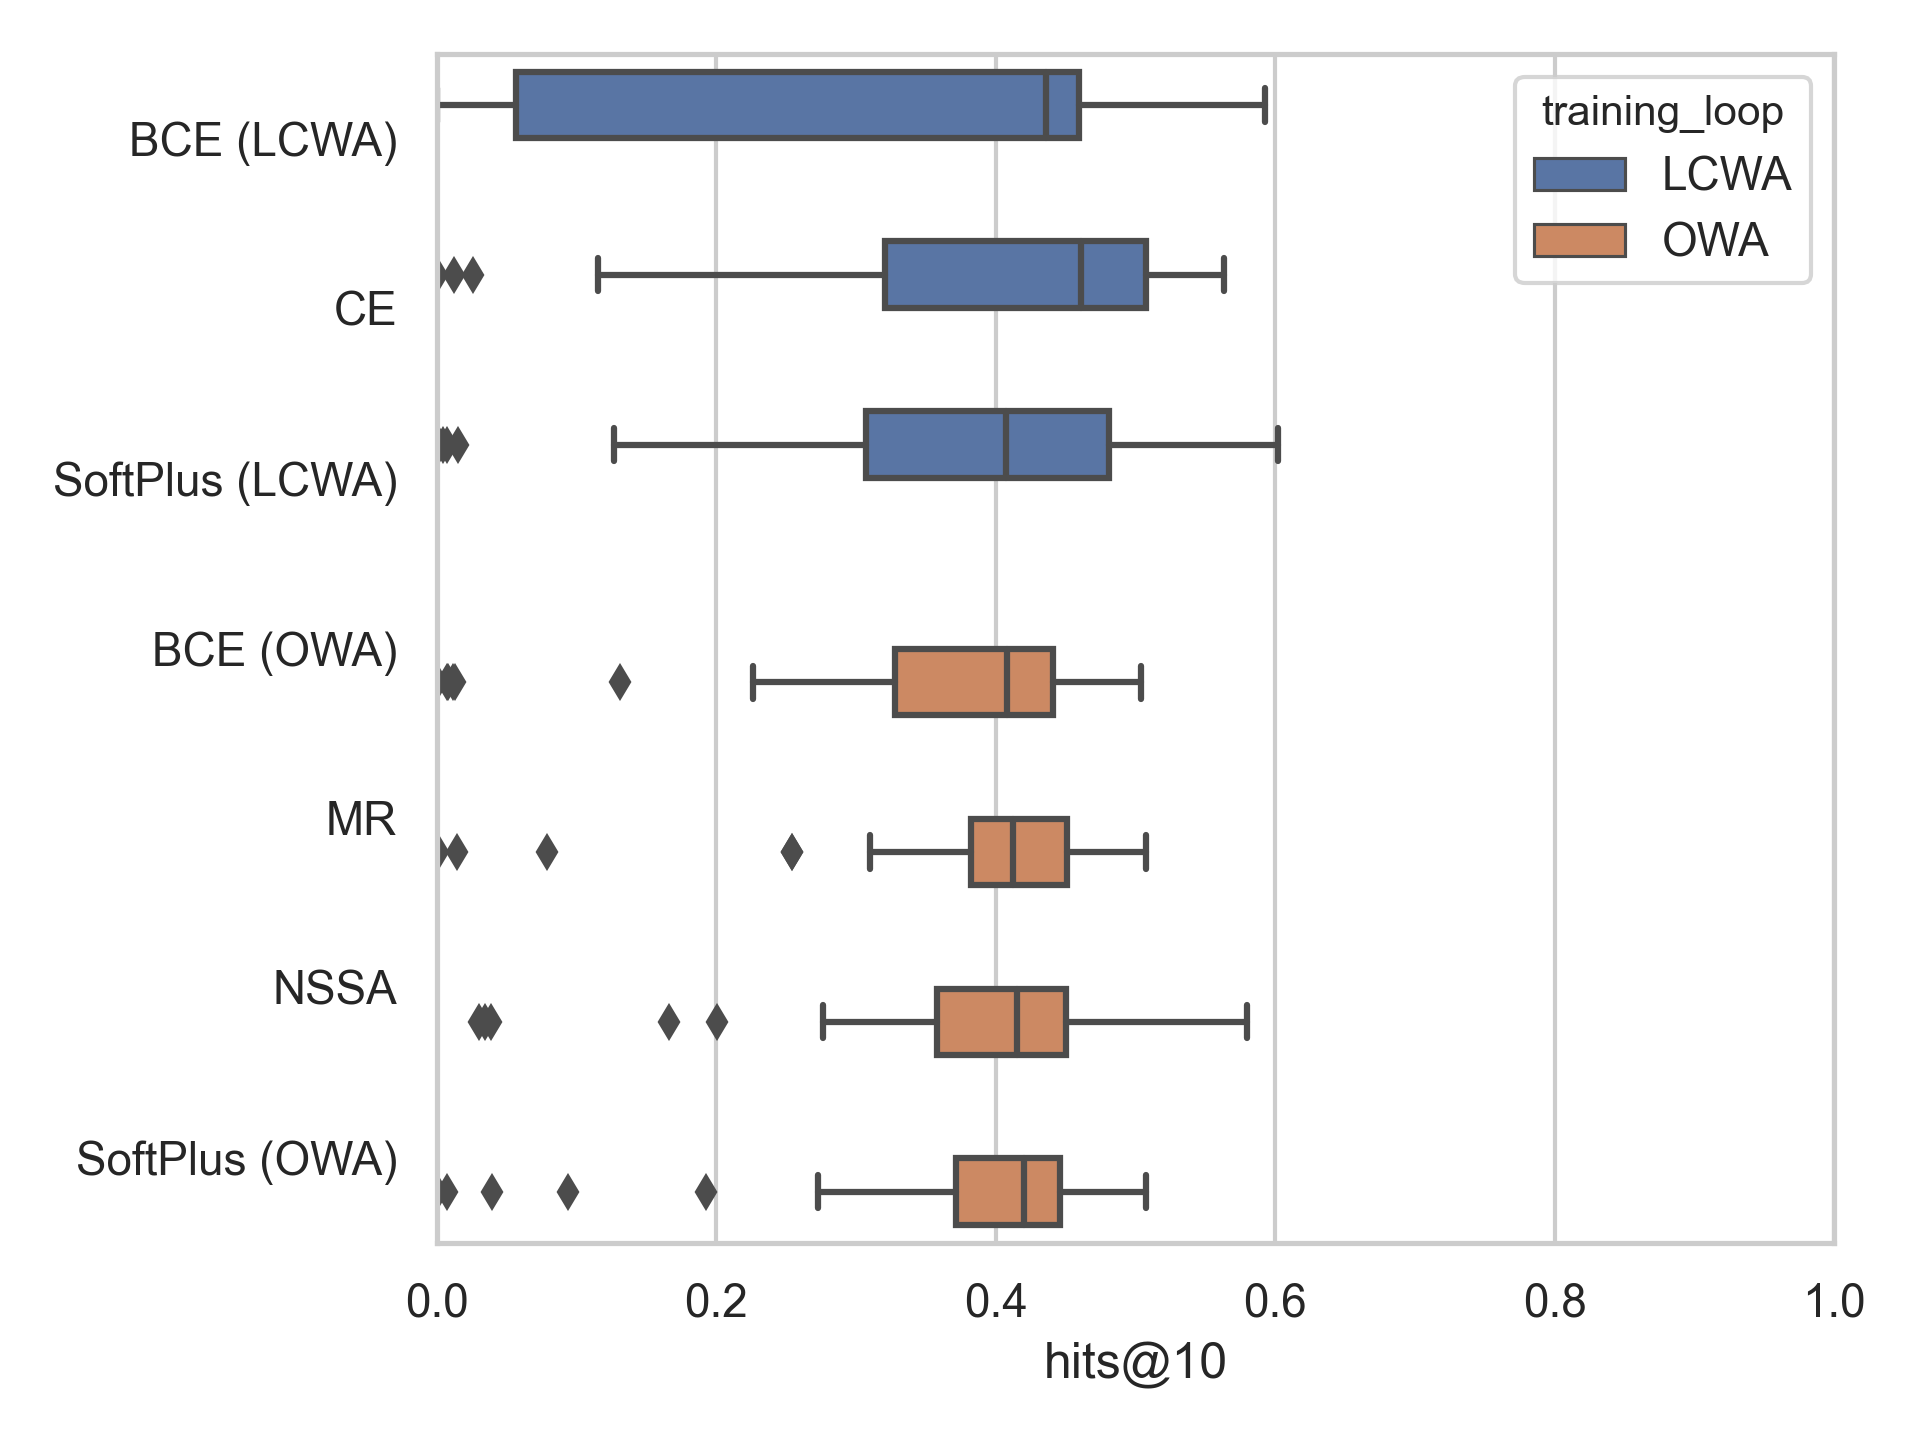 training_loop
LCWA
OWA
BCE (LCWA)
CE
SoftPlus (LCWA)
BCE (OWA)
MR
NSSA
SoftPlus (OWA)
0.0 0.2 0.4 0.6 0.8 1.0
hits@10